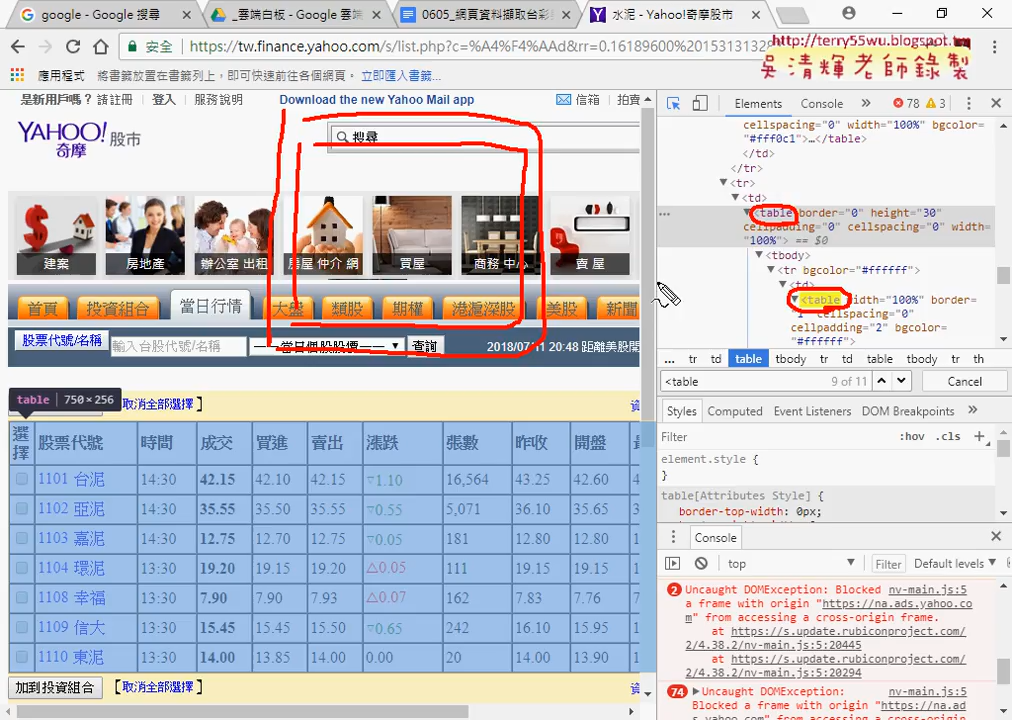 google - Google 搜尋
_雲端白板 - Google 雲端
0605_網頁資料擷取台彩
水泥 - Yahoo!奇摩股市
安全 https://tw.finance.yahoo.com/s/list.php?c=%A4%F4%AAd&rr=0.16189600%2015313132
http://terry55wu.blogspot.tw
吳清輝老師錄製
應用程式 將書籤放置在書籤列上，即可快速前往各個網頁。 立即匯入書籤...
是新用戶嗎？請註冊 登入 服務說明 Download the new Yahoo Mail app 信箱 拍賣
YAHOO!
奇摩
股市
搜尋
建案 房地產 辦公室 出租 房屋 仲介 網 買屋 商務 中心 賣 屋
首頁 投資組合 當日行情 大盤 類股 期權 港滬深股 美股 新聞
股票代號/名稱 輸入台股代號/名稱 ——當日個股股價—— 查詢 2018/07/11 20:48 距離美股開
table 750×256
取消全部選擇 】 資
選擇 股票代號 時間 成交 買進 賣出 漲跌 張數 昨收 開盤
1101 台泥 14:30 42.15 42.10 42.15 ▽1.10 16,564 43.25 42.60
1102 亞泥 14:30 35.55 35.50 35.55 ▽0.55 5,071 36.10 35.65
1103 嘉泥 14:30 12.75 12.70 12.75 ▽0.05 181 12.80 12.80
1104 環泥 14:30 19.20 19.15 19.20 △0.05 111 19.15 19.15
1108 幸福 13:30 7.90 7.90 7.93 △0.07 162 7.83 7.76
1109 信大 13:30 15.45 15.45 15.50 ▽0.65 242 16.10 15.95
1110 東泥 13:30 14.00 13.85 14.00 0.00 20 14.00 13.90
加到投資組合 【取消全部選擇 】 資
Elements Console » 78 3
cellspacing="0" width="100%" bgcolor=
"#fff0c1">…</table>
</td>
</tr>
<tr>
<td>
<table border="0" height="30"
cellpadding="0" cellspacing="0" width=
"100%"> == $0
<tbody>
<tr bgcolor="#ffffff">
<td>
<table width="100%" border=
"1" cellspacing="0"
cellpadding="2" bgcolor=
"#ffffff">
... tr td table tbody tr td table tbody tr th
<table 9 of 11 Cancel
Styles Computed Event Listeners DOM Breakpoints »
Filter :hov .cls +
element.style {
}
table[Attributes Style] {
border-top-width: 0px;
Console
top Filter Default levels
2 Uncaught DOMException: Blocked nv-main.js:5
a frame with origin "https://na.ads.yahoo.co
m" from accessing a cross-origin frame.
at https://s.update.rubiconproject.com/
2/4.38.2/nv-main.js:5:20445
at https://s.update.rubiconproject.com/
2/4.38.2/nv-main.js:5:20294
74 Uncaught DOMException: nv-main.js:5
Blocked a frame with origin "https://na.ad
s.yahoo.com" from accessing a cross-origin